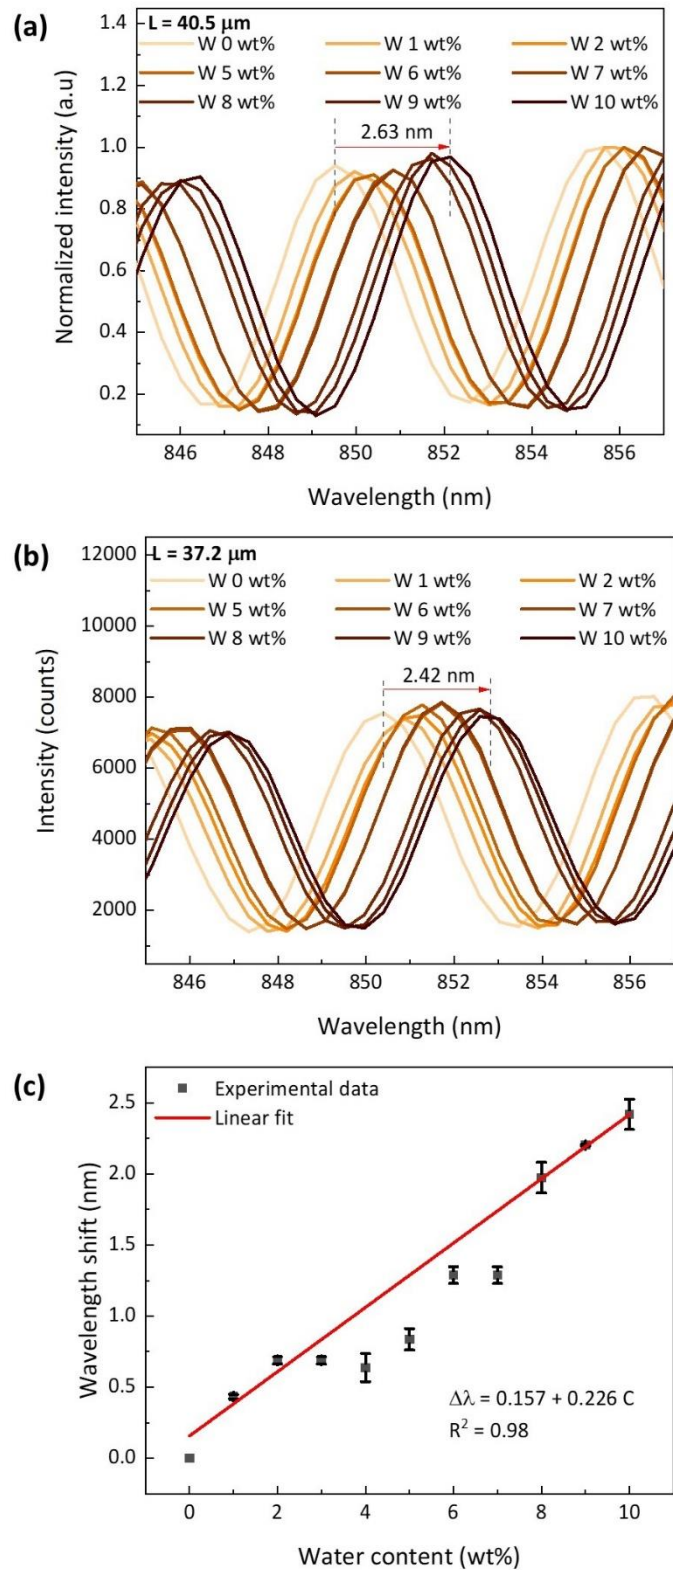 (a)
L = 40.5 μm
W 0 wt% W 1 wt% W 2 wt%
W 5 wt% W 6 wt% W 7 wt%
W 8 wt% W 9 wt% W 10 wt%
2.63 nm
Normalized intensity (a.u)
1.4
1.2
1.0
0.8
0.6
0.4
0.2
846 848 850 852 854 856
Wavelength (nm)
(b)
L = 37.2 μm
W 0 wt% W 1 wt% W 2 wt%
W 5 wt% W 6 wt% W 7 wt%
W 8 wt% W 9 wt% W 10 wt%
2.42 nm
Intensity (counts)
12000
10000
8000
6000
4000
2000
846 848 850 852 854 856
Wavelength (nm)
(c)
Experimental data
Linear fit
Wavelength shift (nm)
2.5
2.0
1.5
1.0
0.5
0.0
Δλ = 0.157 + 0.226 C
R² = 0.98
0 2 4 6 8 10
Water content (wt%)